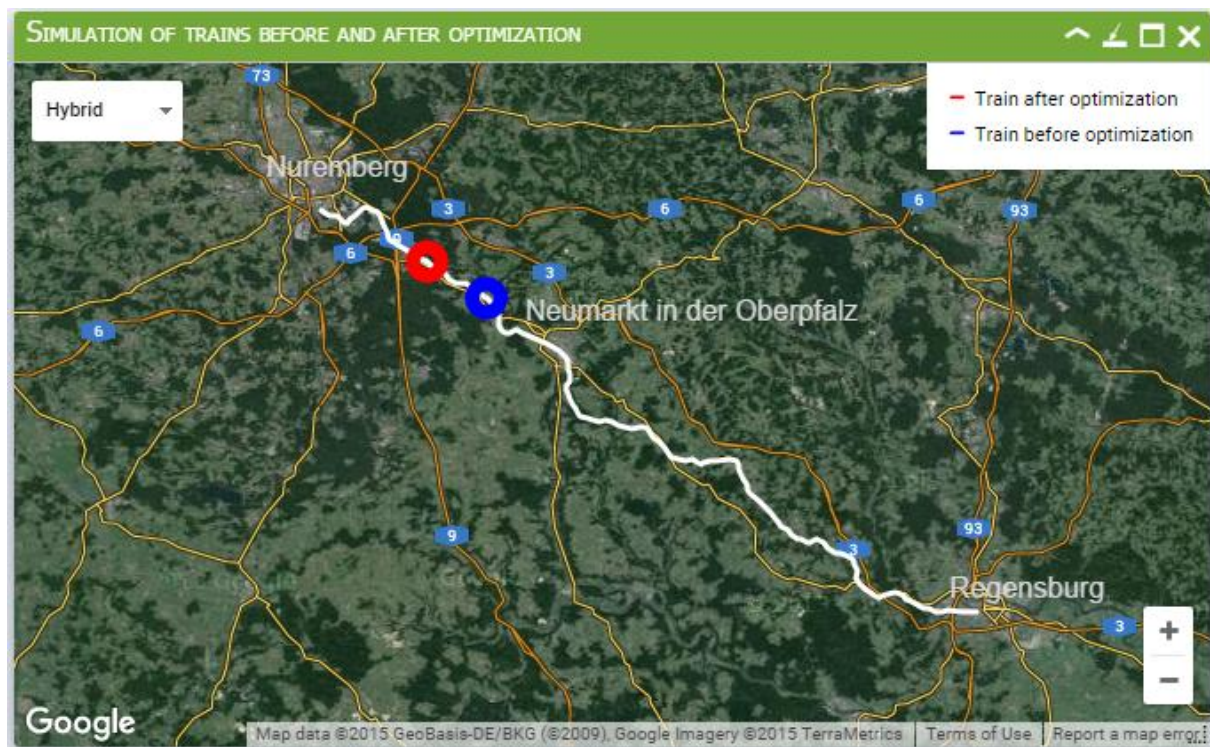 SIMULATION OF TRAINS BEFORE AND AFTER OPTIMIZATION
Hybrid
Train after optimization
Train before optimization
73
Nuremberg
3
6
6
93
9
6
3
Neumarkt in der Oberpfalz
6
9
93
3
Regensburg
3
+
−
Google
Map data ©2015 GeoBasis-DE/BKG (©2009), Google Imagery ©2015 TerraMetrics
Terms of Use
Report a map error